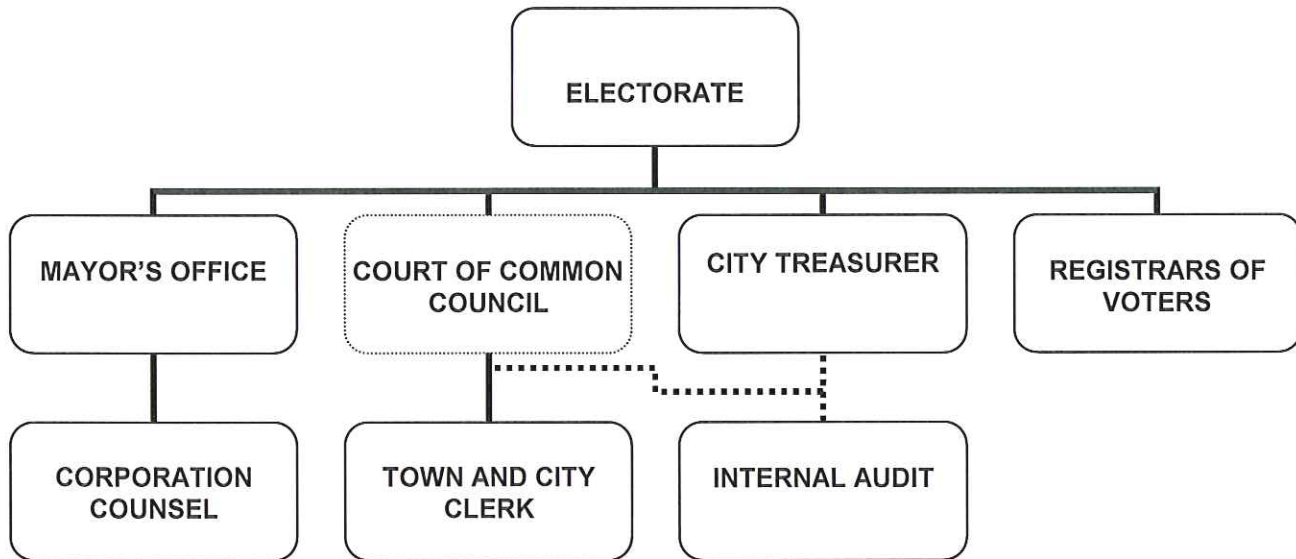 ELECTORATE
MAYOR’S OFFICE
COURT OF COMMON
COUNCIL
CITY TREASURER
REGISTRARS OF
VOTERS
CORPORATION
COUNSEL
TOWN AND CITY
CLERK
INTERNAL AUDIT